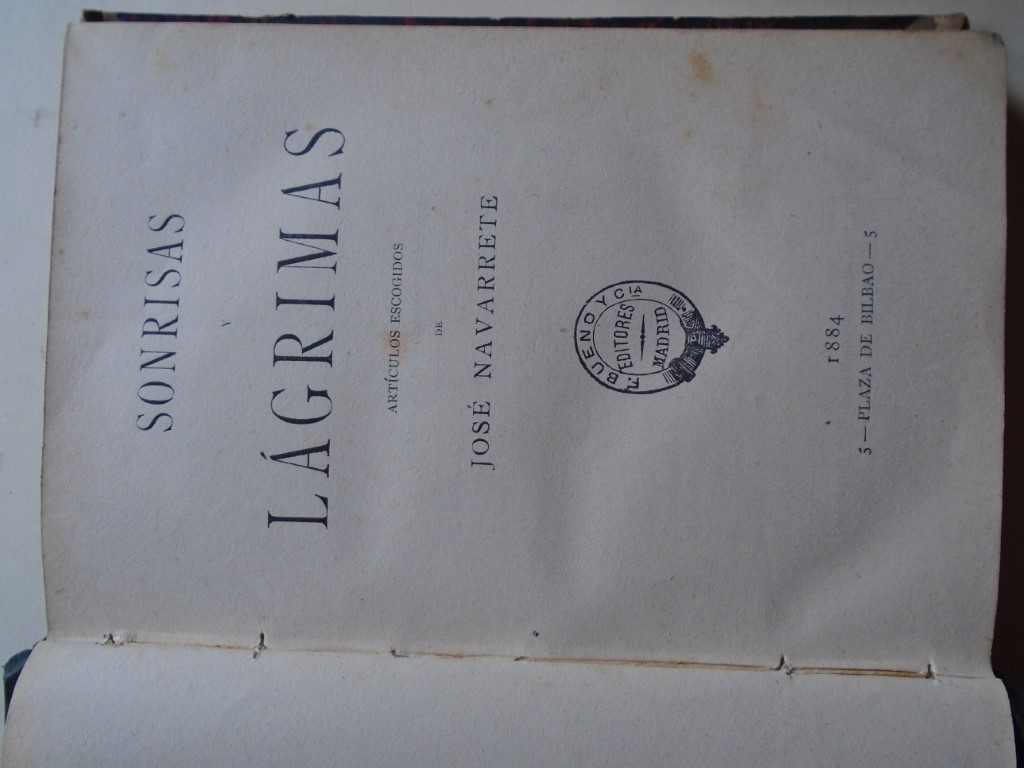 SONRISAS
Y
LÁGRIMAS
ARTÍCULOS ESCOGIDOS
DE
JOSÉ NAVARRETE
F. BUENO Y CIA
EDITORES
MADRID
1884
5—PLAZA DE BILBAO—5